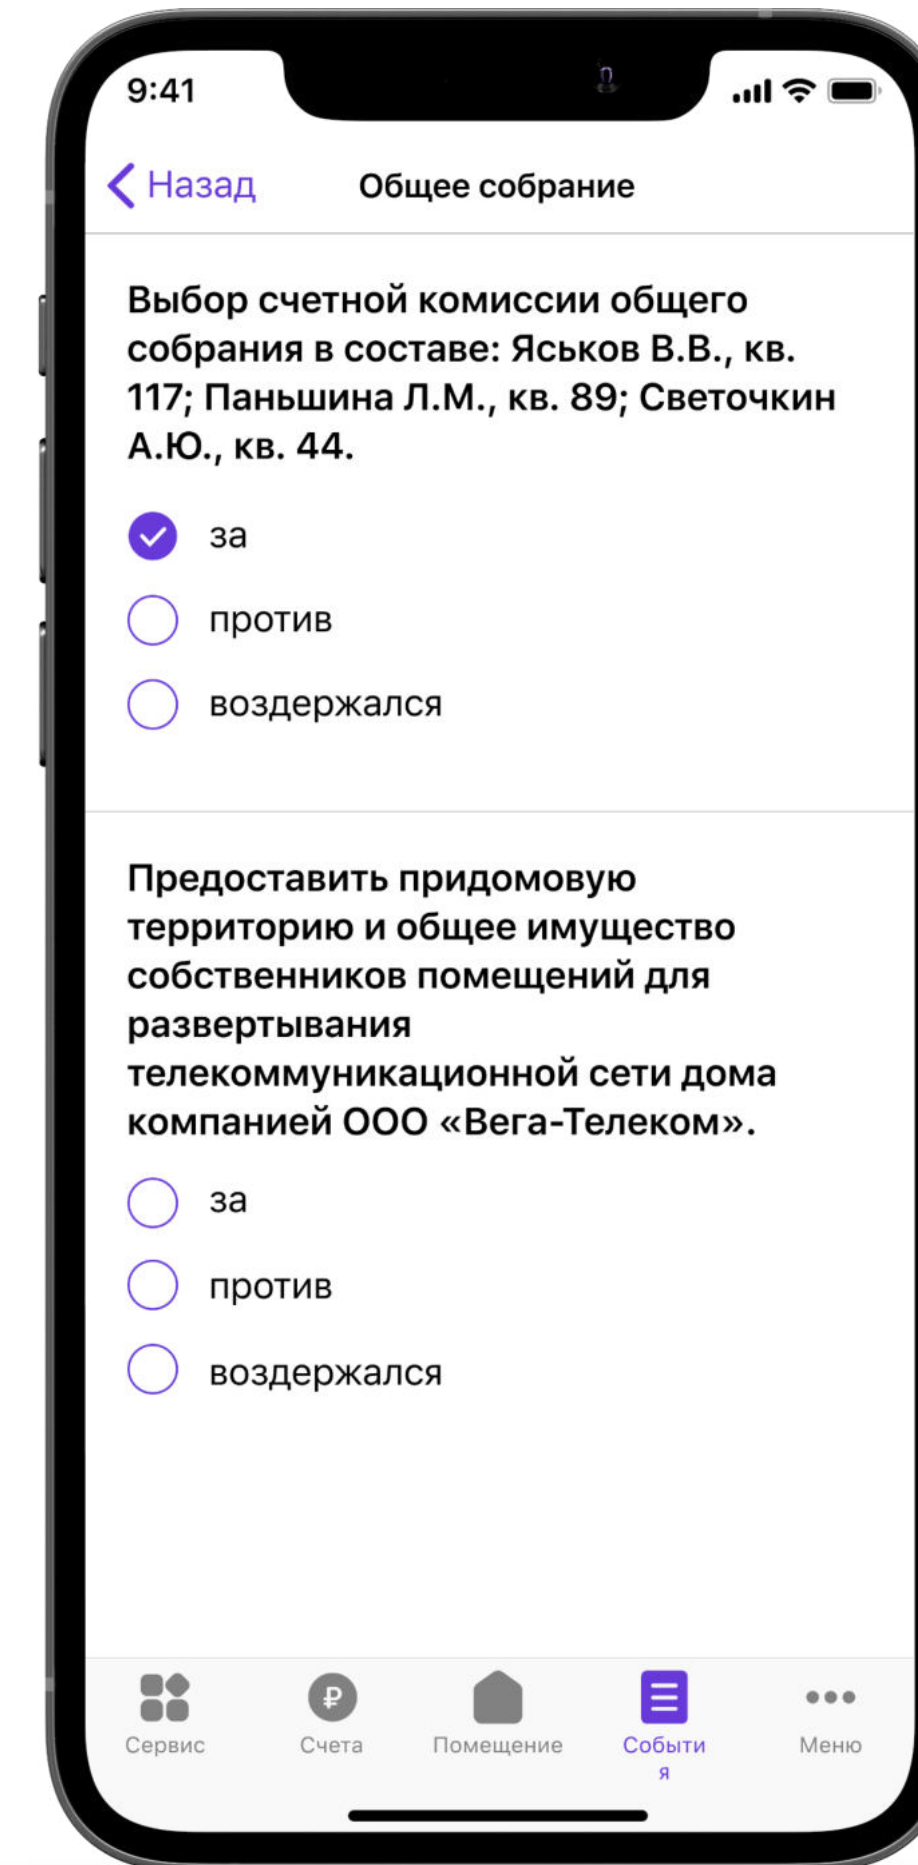 9:41
Назад
Общее собрание
Выбор счетной комиссии общего
собрания в составе: Яськов В.В., кв.
117; Паньшина Л.М., кв. 89; Светочкин
А.Ю., кв. 44.
за
против
воздержался
Предоставить придомовую
территорию и общее имущество
собственников помещений для
развертывания
телекоммуникационной сети дома
компанией ООО «Вега-Телеком».
за
против
воздержался
Сервис
₽
Счета
Помещение
Событи
я
Меню